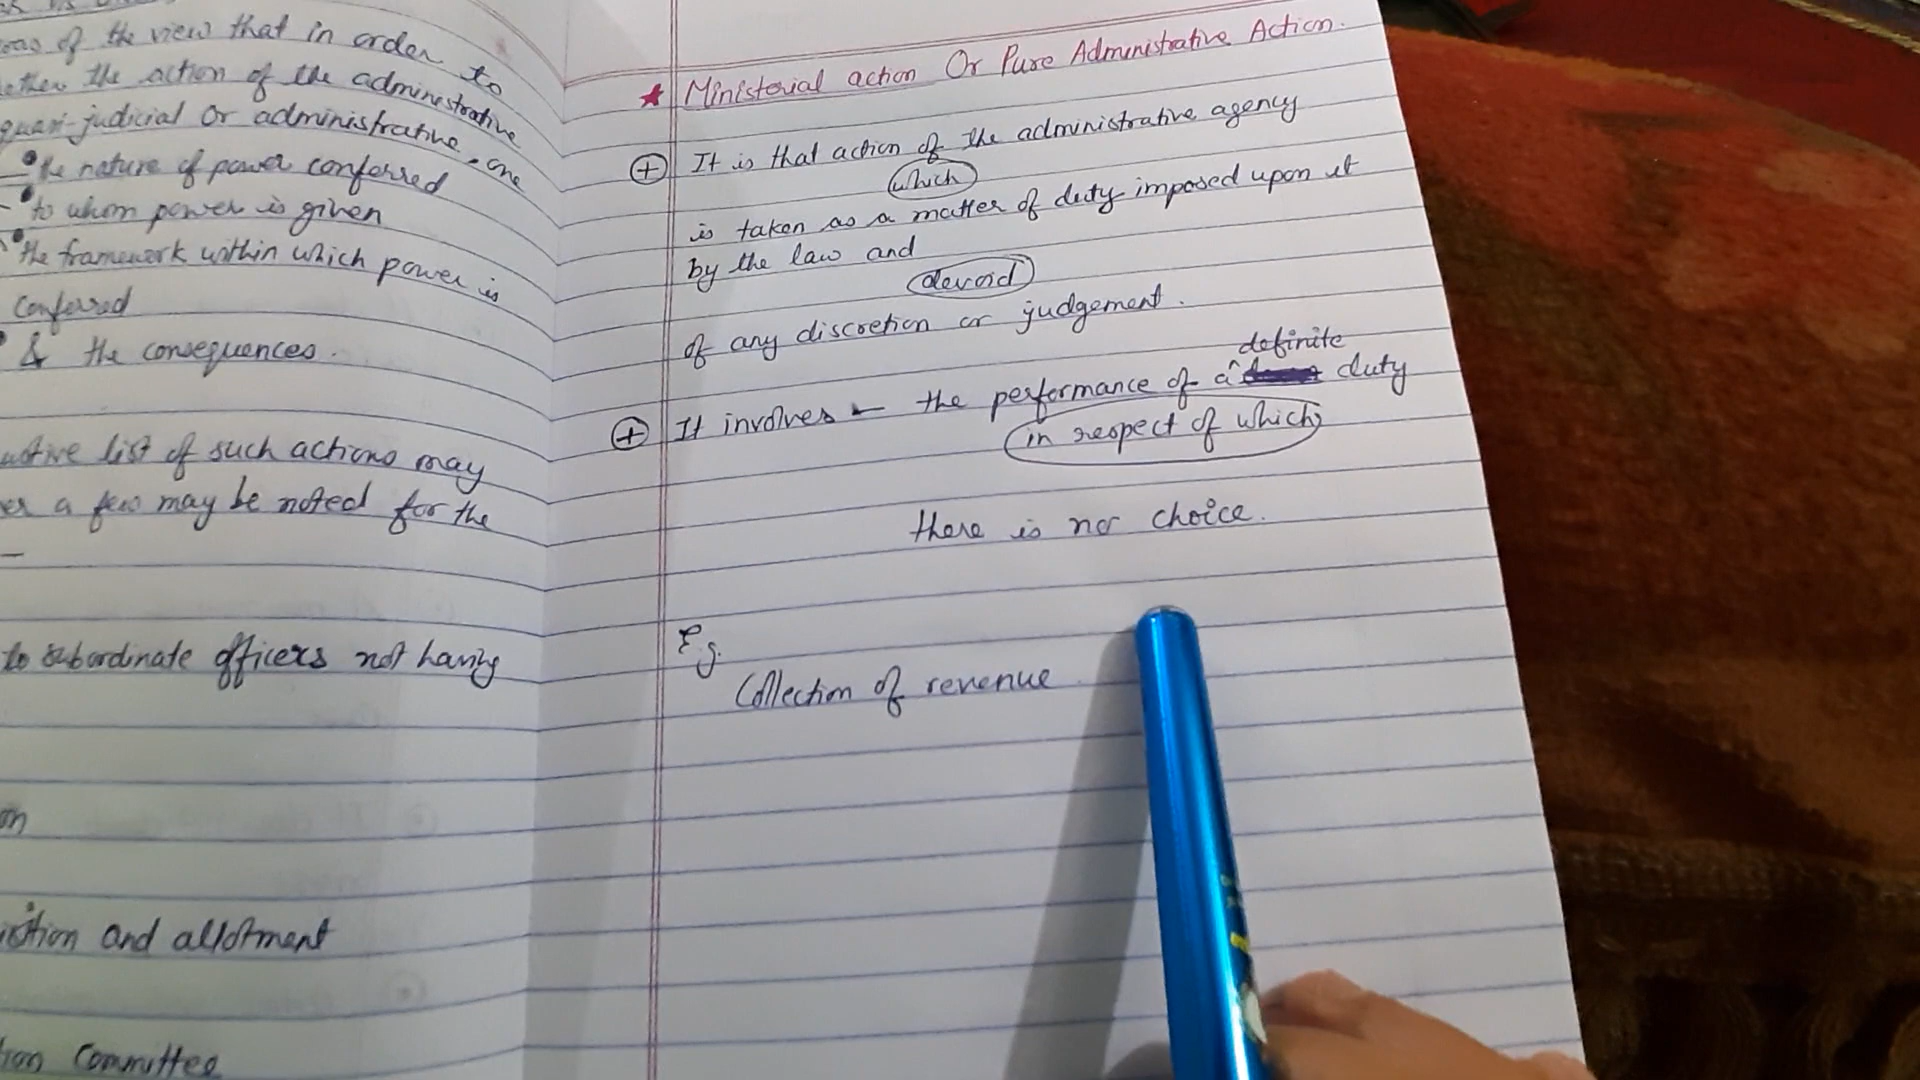 of the view that in order to
the action of the administrative
quasi-judicial or administrative, one
the nature of power conferred
to whom power is given
the framework within which power is
conferred
& the consequences.
list of such actions may
a few may be noted for the
to subordinate officers not having
and allotment
Committee
★ Ministerial action Or Pure Administrative Action.
⊕ It is that action of the administrative agency
which
is taken as a matter of duty imposed upon it
by the law and
devoid
of any discretion or judgement.
definite
⊕ It involves - the performance of a duty
in respect of which
there is no choice.
Eg.
Collection of revenue